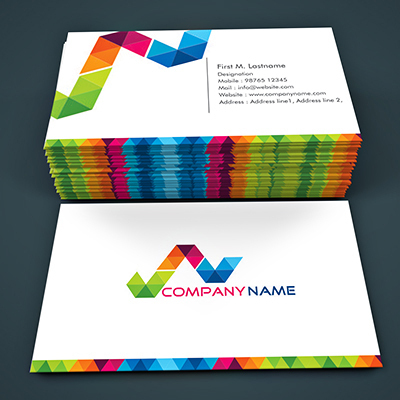 First M. Lastname
Designation
Mobile : 98765 12345
Mail : info@website.com
Website : www.companyname.com
Address : Address line1, Address line 2,
COMPANY NAME